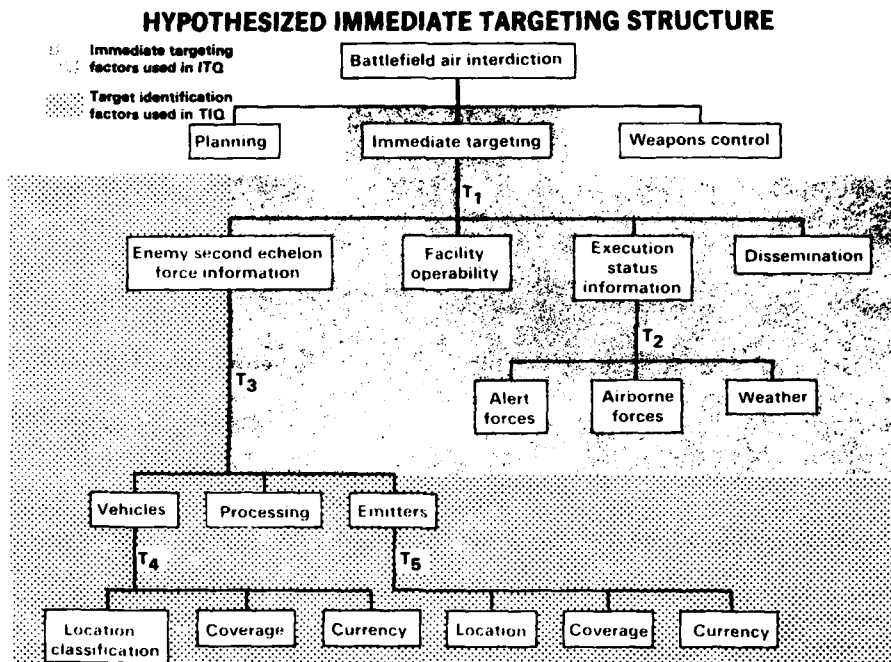 HYPOTHESIZED IMMEDIATE TARGETING STRUCTURE
Immediate targeting
factors used in ITQ
Target identification
factors used in TIQ
Battlefield air interdiction
Planning
Immediate targeting
Weapons control
T1
Enemy second echelon
force information
Facility
operability
Execution
status
information
Dissemination
T2
T3
Alert
forces
Airborne
forces
Weather
Vehicles
Processing
Emitters
T4
T5
Location
classification
Coverage
Currency
Location
Coverage
Currency